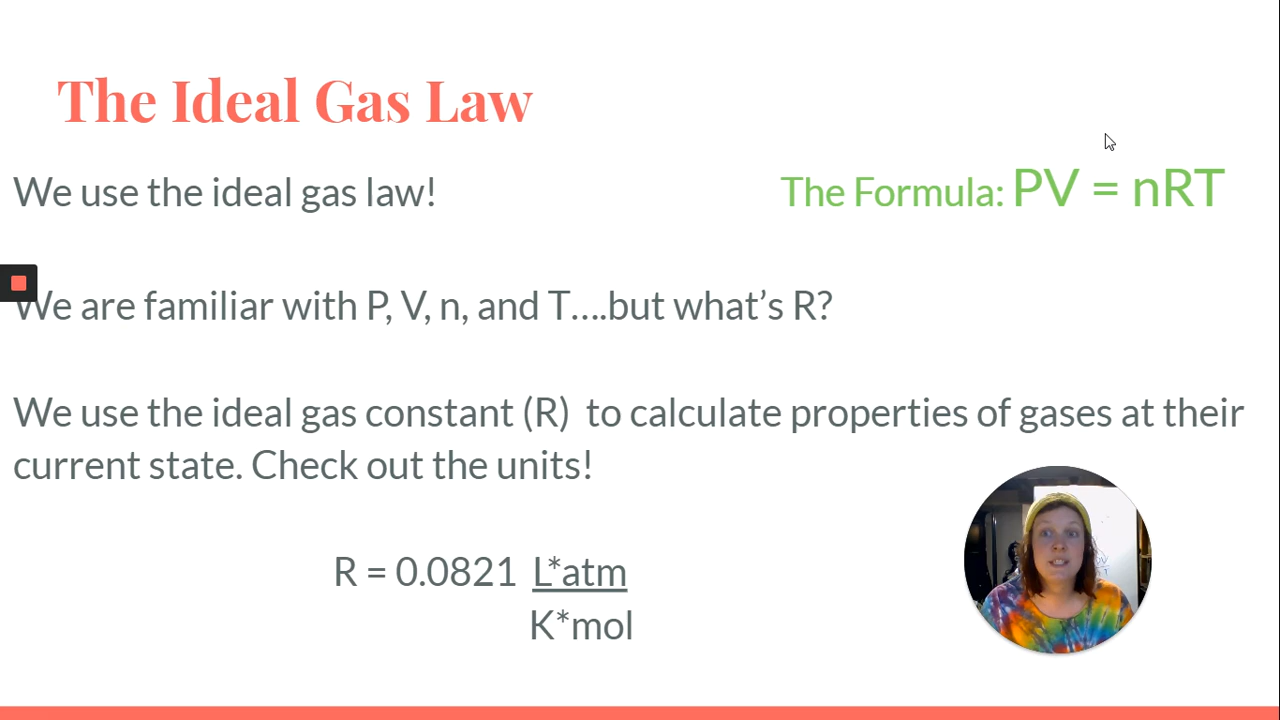 The Ideal Gas Law
We use the ideal gas law!
The Formula: PV = nRT
We are familiar with P, V, n, and T....but what’s R?
We use the ideal gas constant (R) to calculate properties of gases at their
current state. Check out the units!
R = 0.0821 L*atm
K*mol